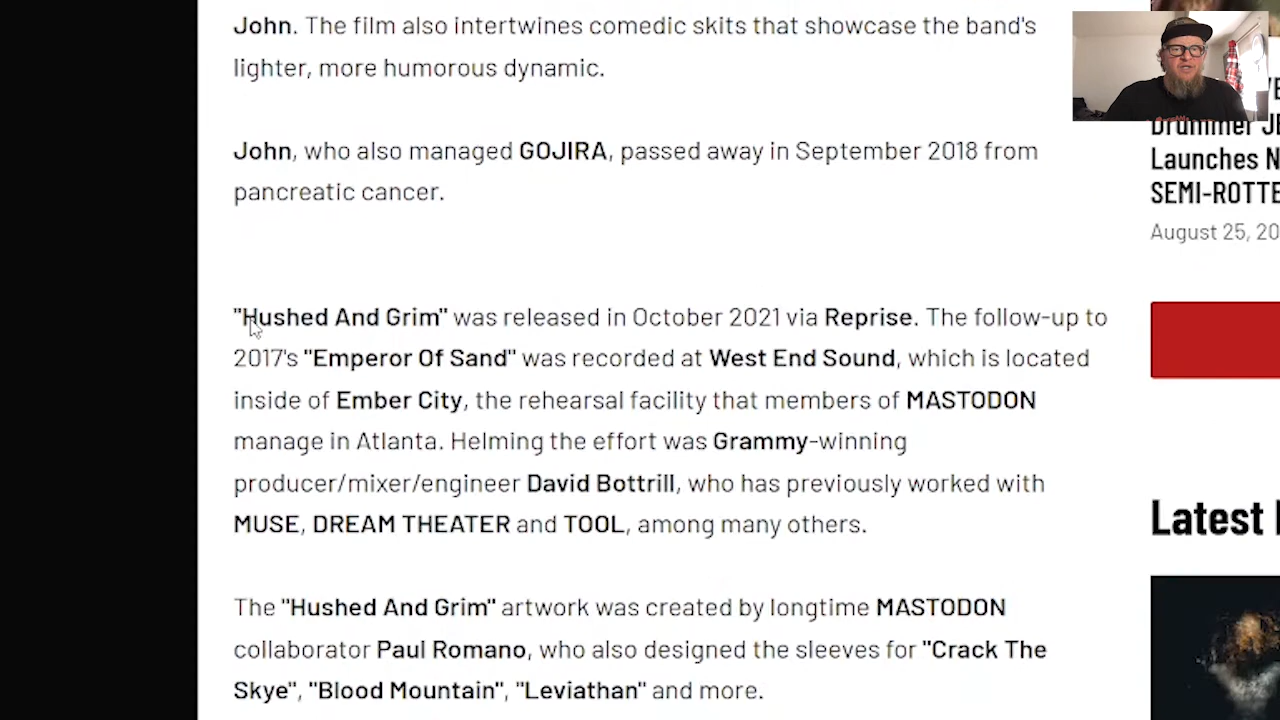 John. The film also intertwines comedic skits that showcase the band's
lighter, more humorous dynamic.
John, who also managed GOJIRA, passed away in September 2018 from
pancreatic cancer.
"Hushed And Grim" was released in October 2021 via Reprise. The follow-up to
2017's "Emperor Of Sand" was recorded at West End Sound, which is located
inside of Ember City, the rehearsal facility that members of MASTODON
manage in Atlanta. Helming the effort was Grammy-winning
producer/mixer/engineer David Bottrill, who has previously worked with
MUSE, DREAM THEATER and TOOL, among many others.
The "Hushed And Grim" artwork was created by longtime MASTODON
collaborator Paul Romano, who also designed the sleeves for "Crack The
Skye", "Blood Mountain", "Leviathan" and more.
Drummer
Launches
SEMI-ROTTE
August 25, 20
Latest